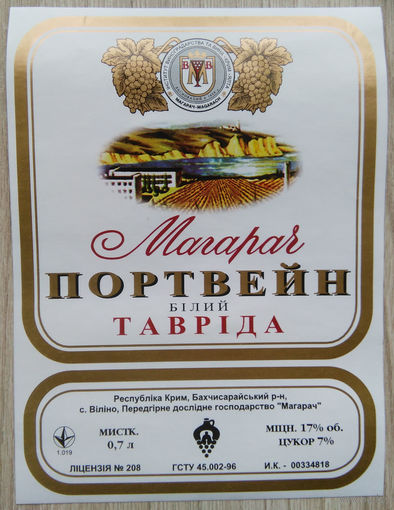 МАГАРАЧ-MAGARACH
Магарач
ПОРТВЕЙН
БІЛИЙ
ТАВРІДА
Республіка Крим, Бахчисарайський р-н,
с. Віліно, Передгірне дослідне господарство "Магарач"
МИСТК.
0,7 л
МІЦН. 17% об.
ЦУКОР 7%
1.019
ЛІЦЕНЗІЯ № 208
ГСТУ 45.002-96
И.К. - 00334818